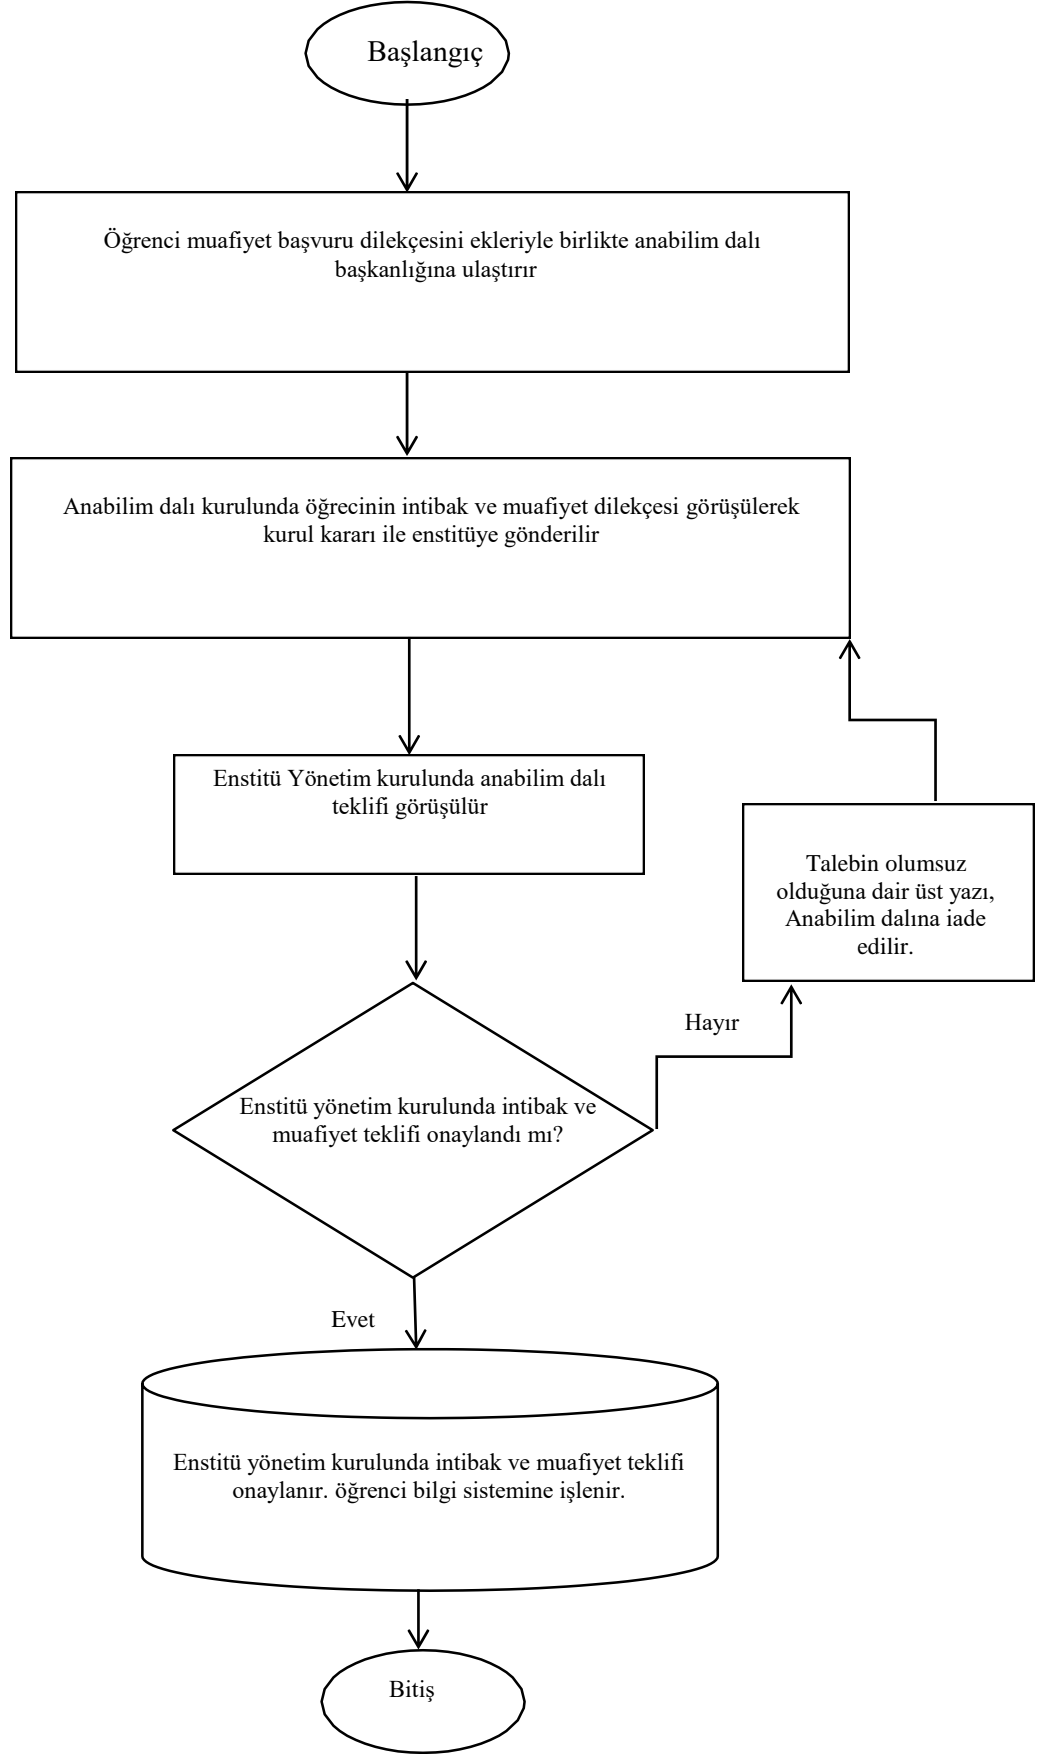 Başlangıç
Öğrenci muafiyet başvuru dilekçesini ekleriyle birlikte anabilim dalı
başkanlığına ulaştırır
Anabilim dalı kurulunda öğrecinin intibak ve muafiyet dilekçesi görüşülerek
kurul kararı ile enstitüye gönderilir
Enstitü Yönetim kurulunda anabilim dalı
teklifi görüşülür
Talebin olumsuz
olduğuna dair üst yazı,
Anabilim dalına iade
edilir.
Hayır
Enstitü yönetim kurulunda intibak ve
muafiyet teklifi onaylandı mı?
Evet
Enstitü yönetim kurulunda intibak ve muafiyet teklifi
onaylanır. öğrenci bilgi sistemine işlenir.
Bitiş